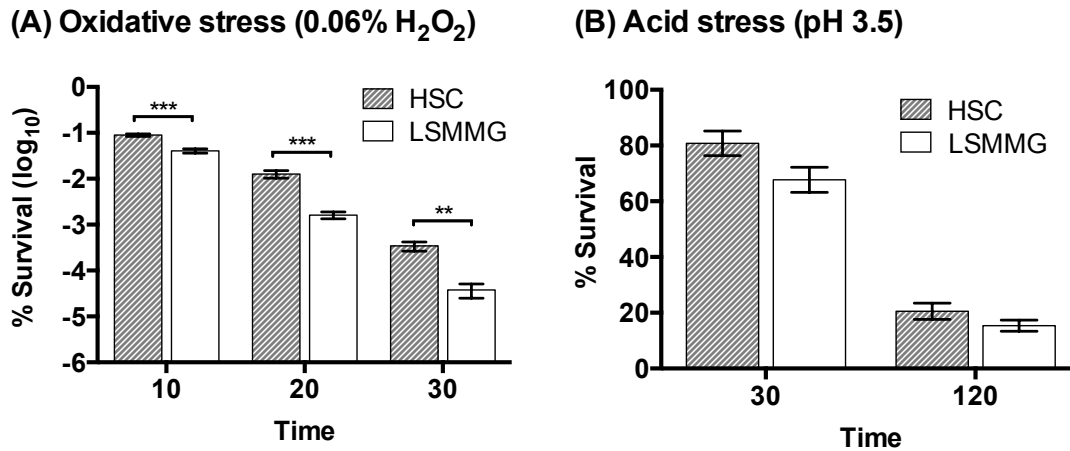 (A) Oxidative stress (0.06% H₂O₂)
% Survival (log₁₀)
0
-1
-2
-3
-4
-5
-6
***
***
**
HSC
LSMMG
10
20
30
Time
(B) Acid stress (pH 3.5)
% Survival
100
80
60
40
20
0
HSC
LSMMG
30
120
Time